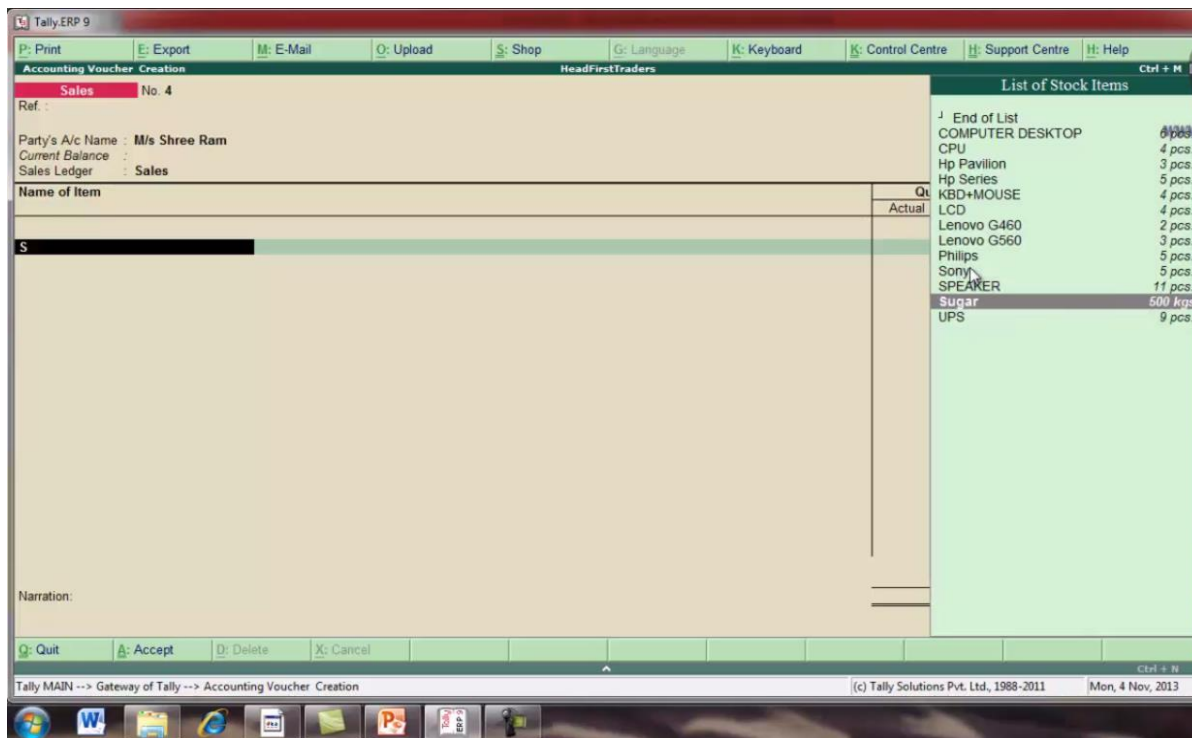 Tally.ERP 9
P: Print E: Export M: E-Mail O: Upload S: Shop G: Language K: Keyboard K: Control Centre H: Support Centre H: Help
Accounting Voucher Creation HeadFirstTraders Ctrl + M
Sales No. 4
Ref. :
Party's A/c Name : M/s Shree Ram
Current Balance :
Sales Ledger : Sales
Name of Item Qu
Actual
S
List of Stock Items
End of List
COMPUTER DESKTOP pcs
CPU 4 pcs.
Hp Pavilion 3 pcs.
Hp Series 5 pcs.
KBD+MOUSE 4 pcs.
LCD 4 pcs.
Lenovo G460 2 pcs.
Lenovo G560 3 pcs.
Philips 5 pcs.
Sony 5 pcs.
SPEAKER 11 pcs.
Sugar 500 kgs
UPS 9 pcs.
Narration:
Q: Quit A: Accept D: Delete X: Cancel
Ctrl + N
Tally MAIN --> Gateway of Tally --> Accounting Voucher Creation (c) Tally Solutions Pvt. Ltd., 1988-2011 Mon, 4 Nov, 2013
Tally ERP 9